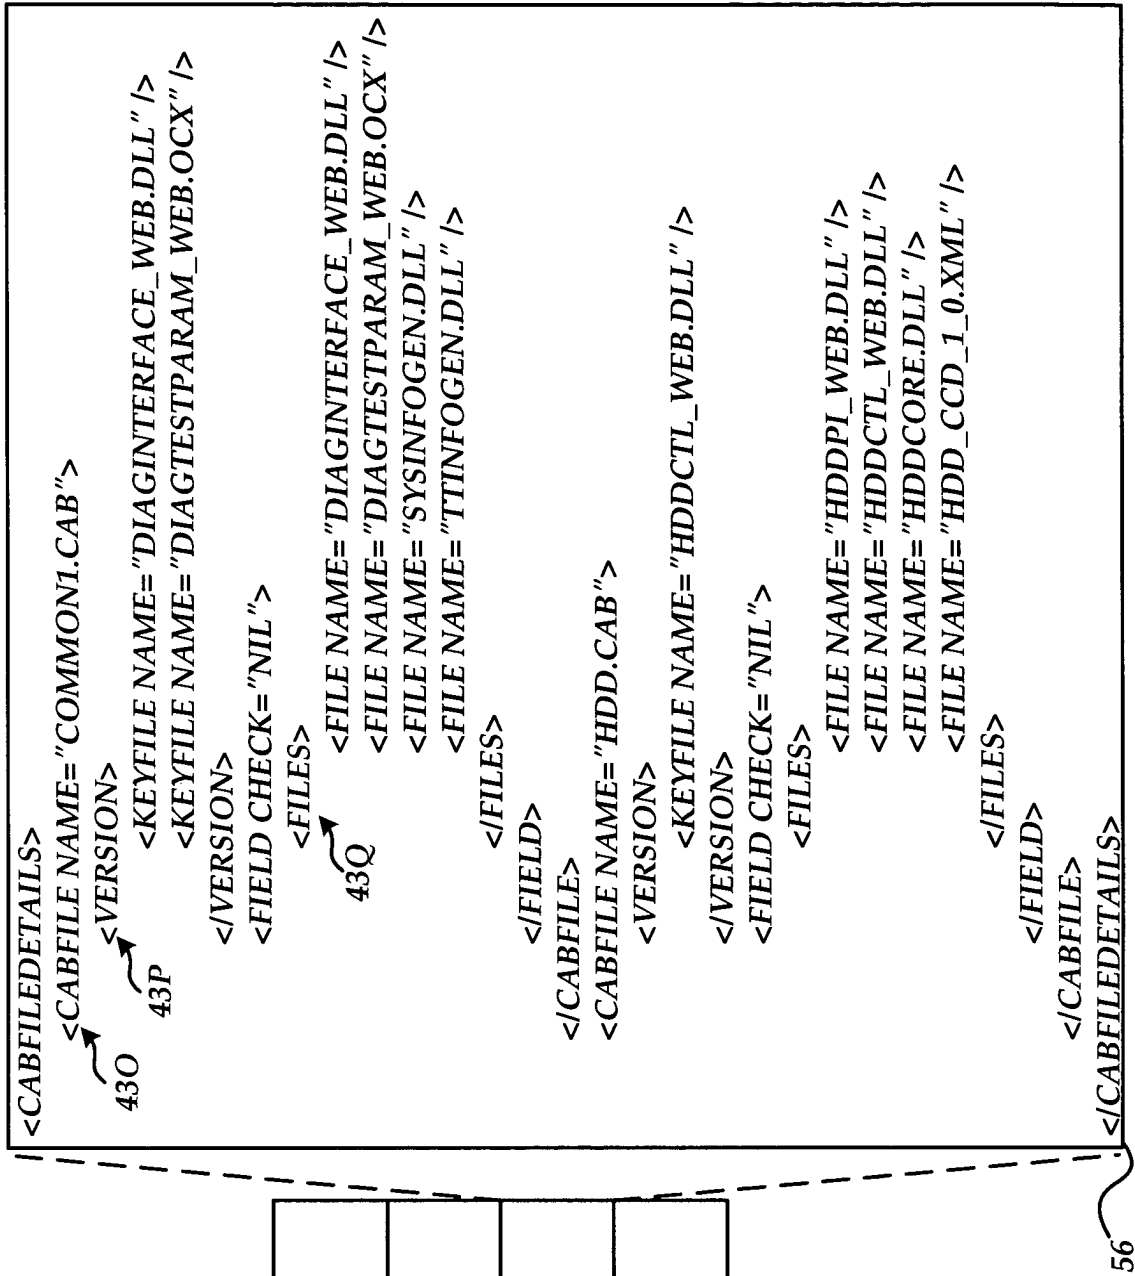 <CABFILEDETAILS>
<CABFILE NAME="COMMON1.CAB">
43O
<VERSION>
43P
<KEYFILE NAME="DIAGINTERFACE_WEB.DLL" />
<KEYFILE NAME="DIAGTESTPARAM_WEB.OCX" />
</VERSION>
<FIELD CHECK="NIL">
<FILES>
43Q
<FILE NAME="DIAGINTERFACE_WEB.DLL" />
<FILE NAME="DIAGTESTPARAM_WEB.OCX" />
<FILE NAME="SYSINFOGEN.DLL" />
<FILE NAME="TTINFOGEN.DLL" />
</FILES>
</FIELD>
</CABFILE>
<CABFILE NAME="HDD.CAB">
<VERSION>
<KEYFILE NAME="HDDCTL_WEB.DLL" />
</VERSION>
<FIELD CHECK="NIL">
<FILES>
<FILE NAME="HDDPI_WEB.DLL" />
<FILE NAME="HDDCTL_WEB.DLL" />
<FILE NAME="HDDCORE.DLL" />
<FILE NAME="HDD_CCD_1_0.XML" />
</FILES>
</FIELD>
</CABFILE>
</CABFILEDETAILS>
56